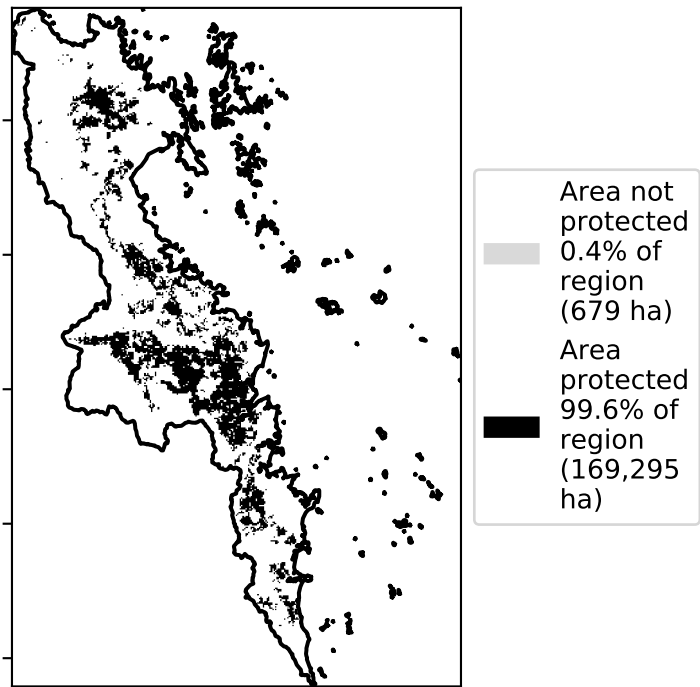 Area not
protected
0.4% of
region
(679 ha)
Area
protected
99.6% of
region
(169,295
ha)